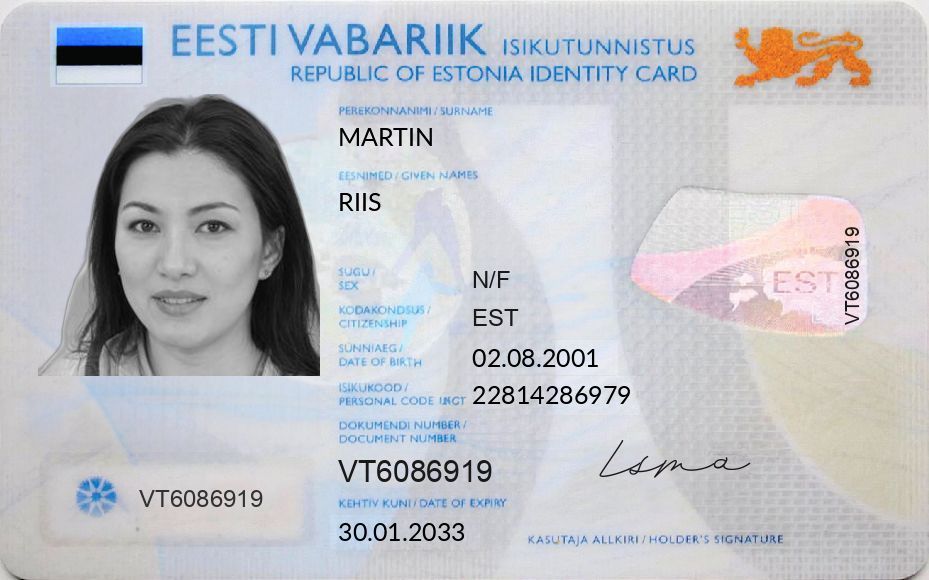 EESTI VABARIIK ISIKUTUNNISTUS
REPUBLIC OF ESTONIA IDENTITY CARD
PEREKONNANIMI / SURNAME
MARTIN
EESNIMED / GIVEN NAMES
RIIS
SUGU /
SEX
N/F
KODAKONDSUS /
CITIZENSHIP
EST
SÜNNIAEG /
DATE OF BIRTH
02.08.2001
ISIKUKOOD /
PERSONAL CODE
22814286979
DOKUMENDI NUMBER /
DOCUMENT NUMBER
VT6086919
KEHTIV KUNI / DATE OF EXPIRY
30.01.2033
VT6086919
EST
VT6086919
Isma
KASUTAJA ALLKIRI / HOLDER'S SIGNATURE